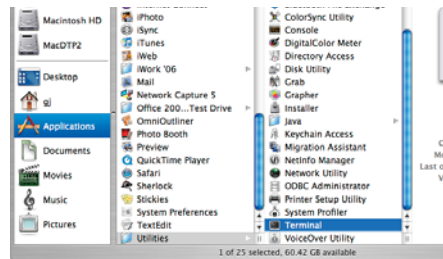 Macintosh HD
MacDTP2
Desktop
gj
Applications
Documents
Movies
Music
Pictures
iPhoto
iSync
iTunes
iWeb
iWork '06
Mail
Network Capture 5
Office 200...Test Drive
OmniOutliner
Photo Booth
Preview
QuickTime Player
Safari
Sherlock
Stickies
System Preferences
TextEdit
Utilities
ColorSync Utility
Console
DigitalColor Meter
Directory Access
Disk Utility
Grab
Grapher
Installer
Java
Keychain Access
Migration Assistant
NetInfo Manager
Network Utility
ODBC Administrator
Printer Setup Utility
System Profiler
Terminal
VoiceOver Utility
Last o
1 of 25 selected, 60.42 GB available